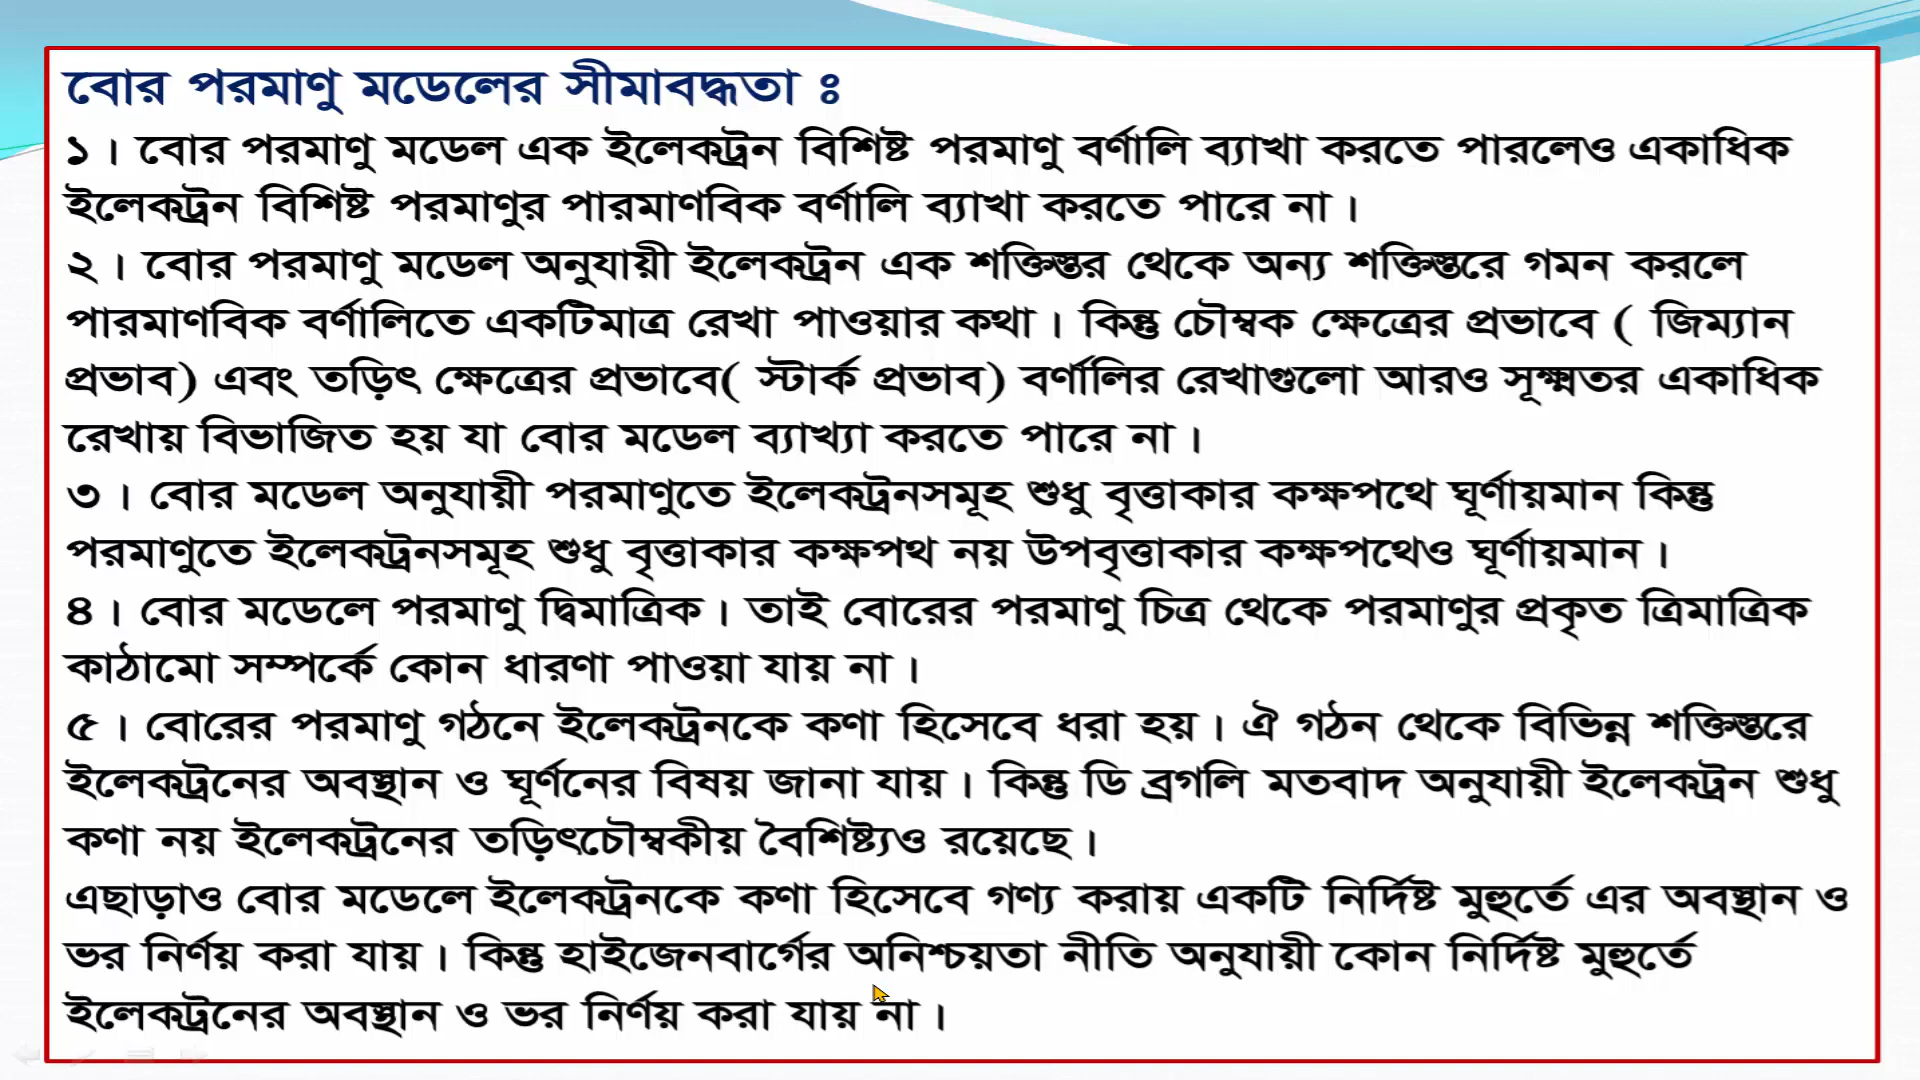 বোর পরমাণু মডেলের সীমাবদ্ধতা ঃ
১। বোর পরমাণু মডেল এক ইলেকট্রন বিশিষ্ট পরমাণু বর্ণালি ব্যাখা করতে পারলেও একাধিক
ইলেকট্রন বিশিষ্ট পরমাণুর পারমাণবিক বর্ণালি ব্যাখা করতে পারে না।
২। বোর পরমাণু মডেল অনুযায়ী ইলেকট্রন এক শক্তিস্তর থেকে অন্য শক্তিস্তরে গমন করলে
পারমাণবিক বর্ণালিতে একটিমাত্র রেখা পাওয়ার কথা। কিন্তু চৌম্বক ক্ষেত্রের প্রভাবে ( জিম্যান
প্রভাব) এবং তড়িৎ ক্ষেত্রের প্রভাবে( স্টার্ক প্রভাব) বর্ণালির রেখাগুলো আরও সূক্ষ্মতর একাধিক
রেখায় বিভাজিত হয় যা বোর মডেল ব্যাখ্যা করতে পারে না।
৩। বোর মডেল অনুযায়ী পরমাণুতে ইলেকট্রনসমূহ শুধু বৃত্তাকার কক্ষপথে ঘূর্ণায়মান কিন্তু
পরমাণুতে ইলেকট্রনসমূহ শুধু বৃত্তাকার কক্ষপথ নয় উপবৃত্তাকার কক্ষপথেও ঘূর্ণায়মান।
৪। বোর মডেলে পরমাণু দ্বিমাত্রিক। তাই বোরের পরমাণু চিত্র থেকে পরমাণুর প্রকৃত ত্রিমাত্রিক
কাঠামো সম্পর্কে কোন ধারণা পাওয়া যায় না।
৫। বোরের পরমাণু গঠনে ইলেকট্রনকে কণা হিসেবে ধরা হয়। ঐ গঠন থেকে বিভিন্ন শক্তিস্তরে
ইলেকট্রনের অবস্থান ও ঘূর্ণনের বিষয় জানা যায়। কিন্তু ডি ব্রগলি মতবাদ অনুযায়ী ইলেকট্রন শুধু
কণা নয় ইলেকট্রনের তড়িৎচৌম্বকীয় বৈশিষ্ট্যও রয়েছে।
এছাড়াও বোর মডেলে ইলেকট্রনকে কণা হিসেবে গণ্য করায় একটি নির্দিষ্ট মুহুর্তে এর অবস্থান ও
ভর নির্ণয় করা যায়। কিন্তু হাইজেনবার্গের অনিশ্চয়তা নীতি অনুযায়ী কোন নির্দিষ্ট মুহুর্তে
ইলেকট্রনের অবস্থান ও ভর নির্ণয় করা যায় না।